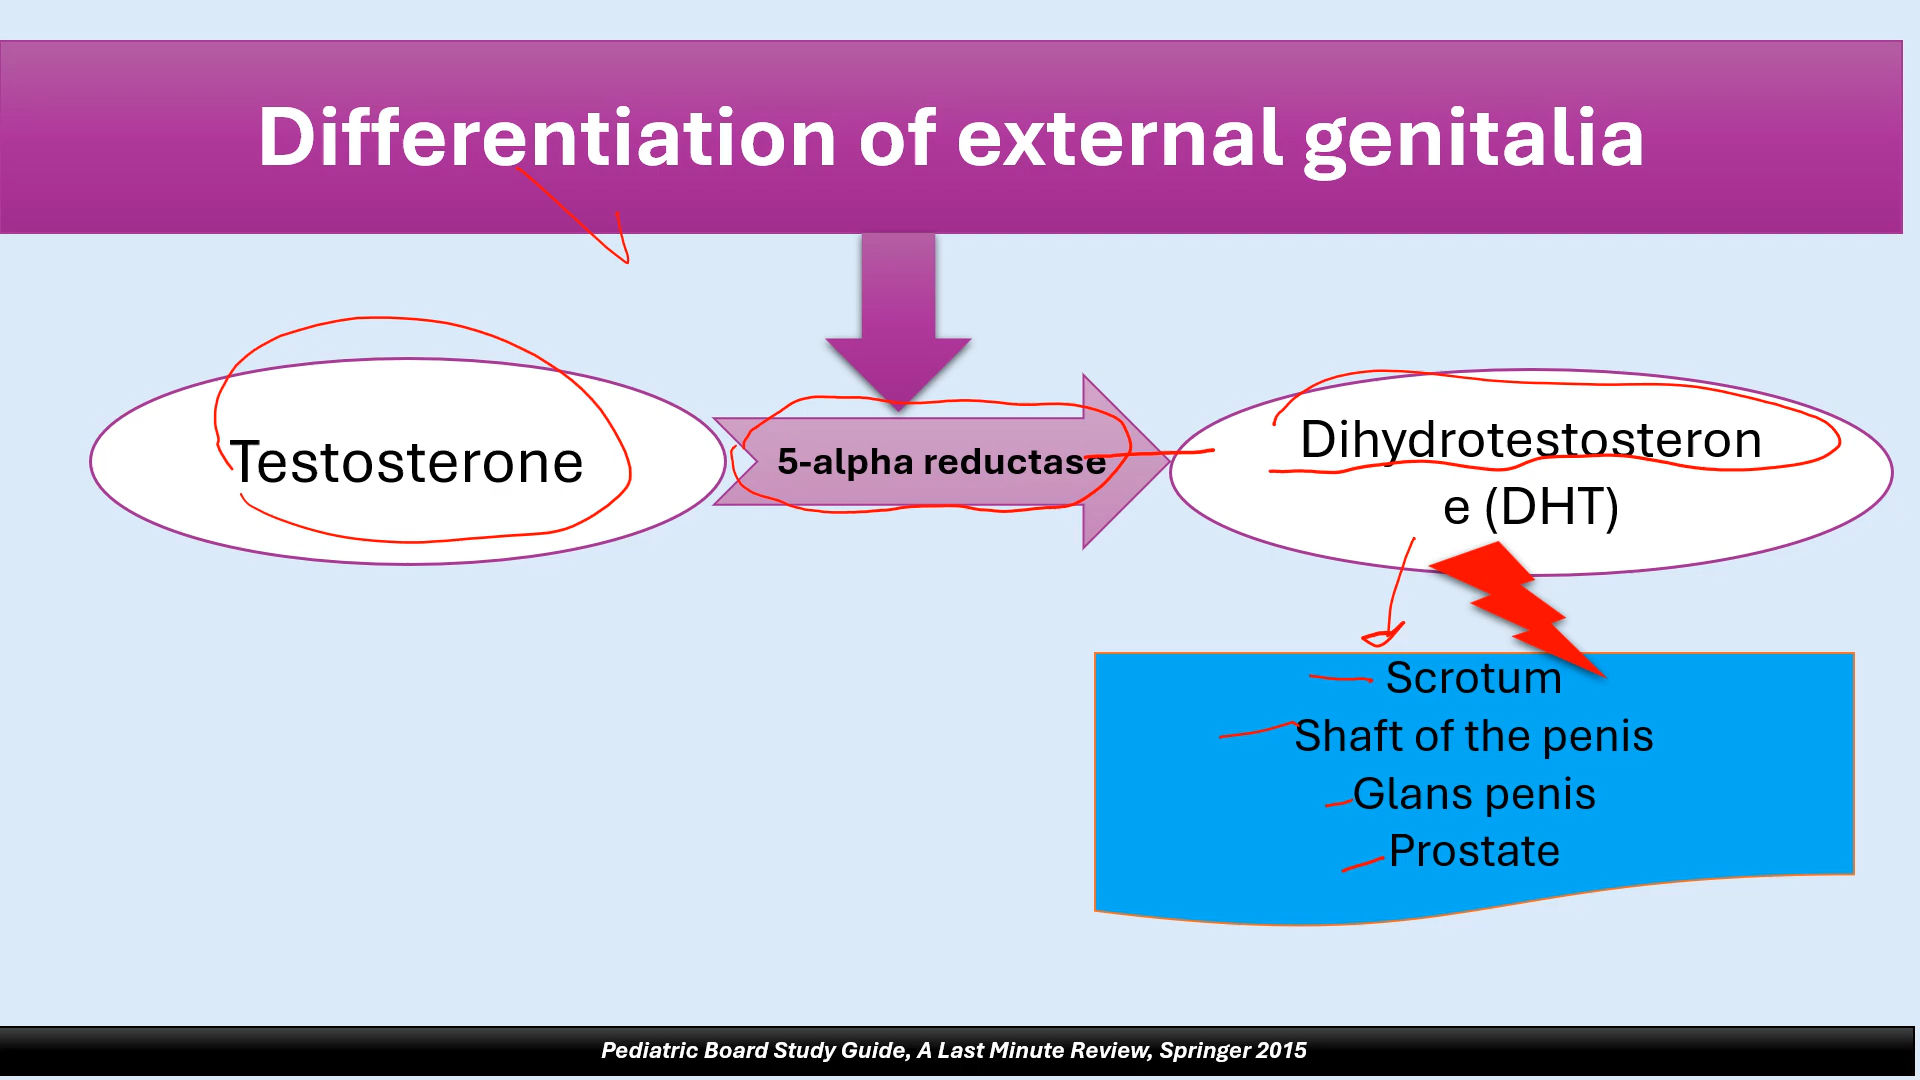 Differentiation of external genitalia
Testosterone
5-alpha reductase
Dihydrotestosteron
e (DHT)
Scrotum
Shaft of the penis
Glans penis
Prostate
Pediatric Board Study Guide, A Last Minute Review, Springer 2015